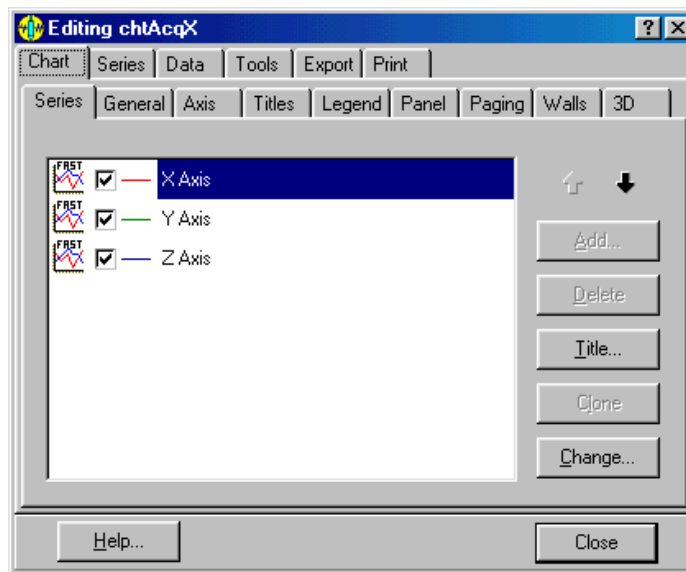 Editing chtAcqX
Chart Series Data Tools Export Print
Series General Axis Titles Legend Panel Paging Walls 3D
FAST X Axis
FAST Y Axis
FAST Z Axis
Add...
Delete
Title...
Clone
Change...
Help... Close